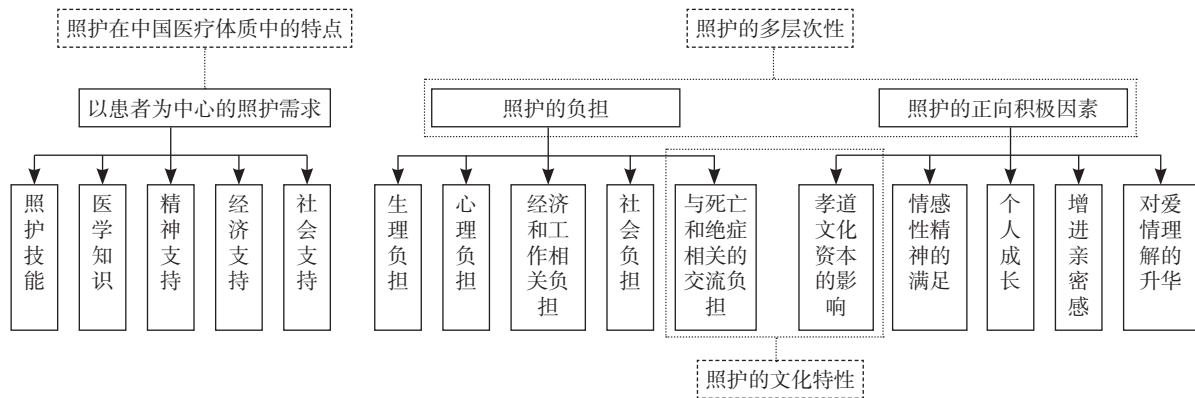 照护在中国医疗体质中的特点
照护的多层次性
以患者为中心的照护需求
照护的负担
照护的正向积极因素
照护技能
医学知识
精神支持
经济支持
社会支持
生理负担
心理负担
经济
和工
作相
关负
担
社会负担
与死亡
和绝症
相关的
交流负
担
孝道
文化
资本
的影
响
情感
性精
神的
满足
个人成长
增进亲密感
对爱
情理
解的
升华
照护的文化特性